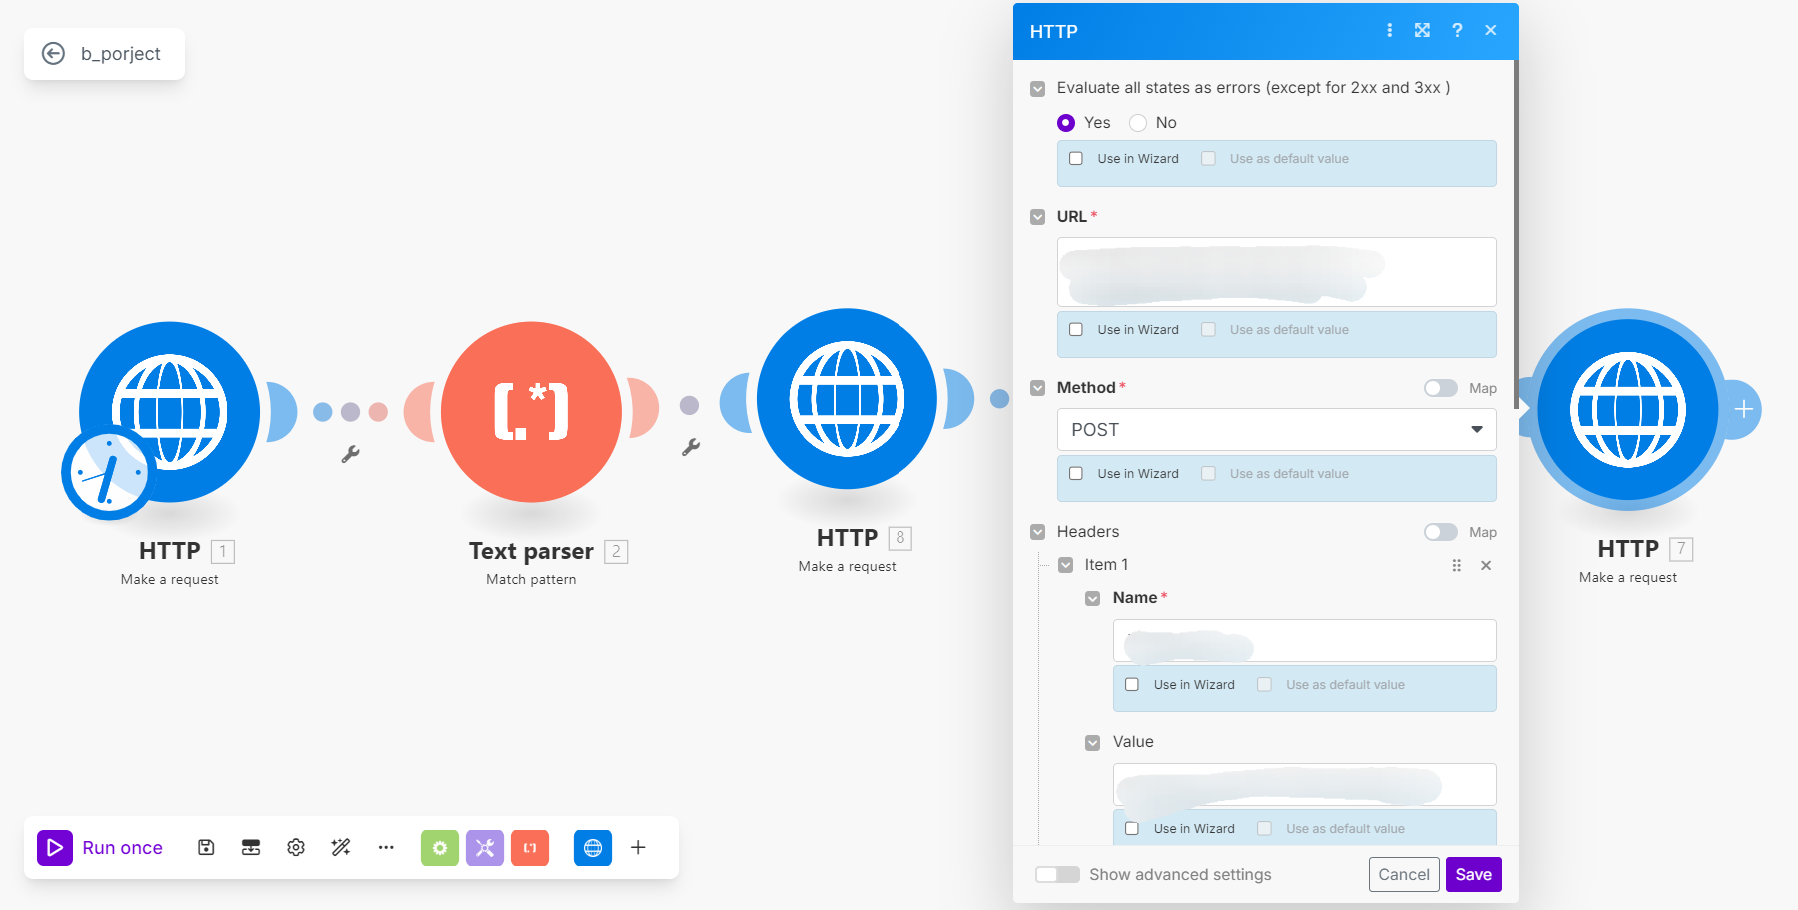 b_porject
HTTP
Evaluate all states as errors (except for 2xx and 3xx )
Yes
No
Use in Wizard
Use as default value
URL *
Use in Wizard
Use as default value
Method *
Map
POST
Use in Wizard
Use as default value
Headers
Map
Item 1
Name *
Use in Wizard
Use as default value
Value
Use in Wizard
Use as default value
Show advanced settings
Cancel
Save
HTTP 1
Make a request
Text parser 2
Match pattern
HTTP 8
Make a request
HTTP 7
Make a request
Run once